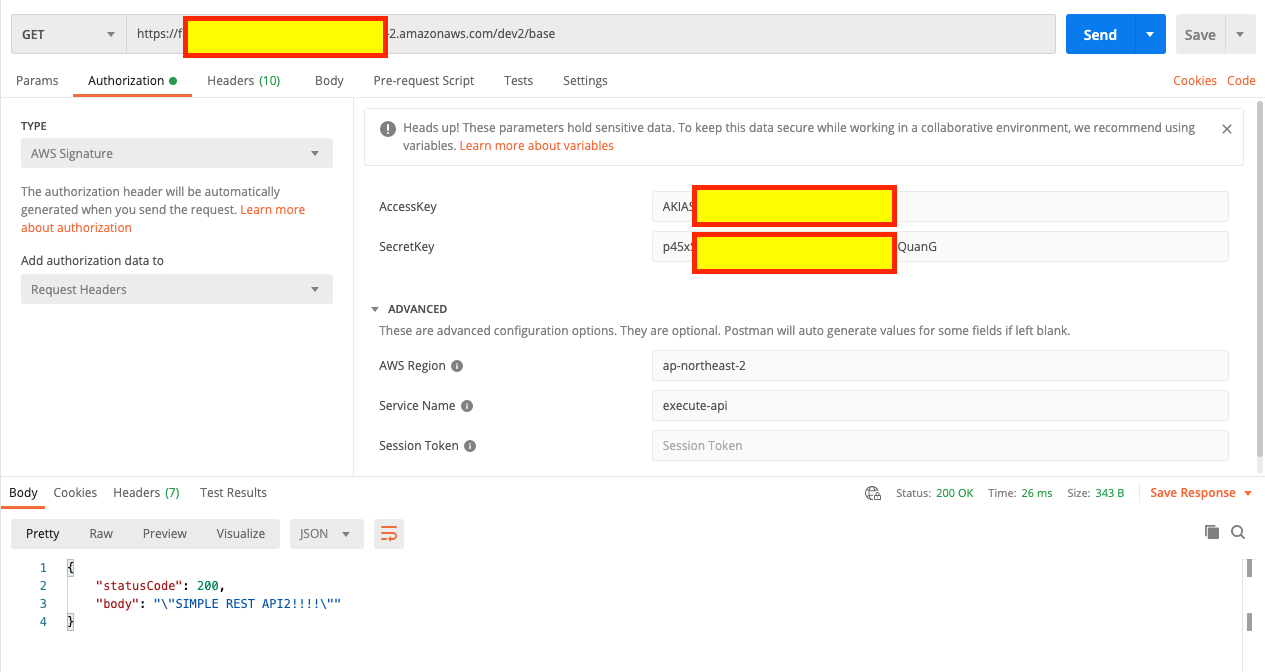 GET https://f -2.amazonaws.com/dev2/base Send Save
Params Authorization Headers (10) Body Pre-request Script Tests Settings Cookies Code
TYPE
AWS Signature
The authorization header will be automatically
generated when you send the request. Learn more
about authorization
Add authorization data to
Request Headers
Heads up! These parameters hold sensitive data. To keep this data secure while working in a collaborative environment, we recommend using
variables. Learn more about variables
AccessKey AKIAS
SecretKey p45x QuanG
ADVANCED
These are advanced configuration options. They are optional. Postman will auto generate values for some fields if left blank.
AWS Region ap-northeast-2
Service Name execute-api
Session Token Session Token
Body Cookies Headers (7) Test Results Status: 200 OK Time: 26 ms Size: 343 B Save Response
Pretty Raw Preview Visualize JSON
1 {
2 "statusCode": 200,
3 "body": "\"SIMPLE REST API2!!!!\""
4 }